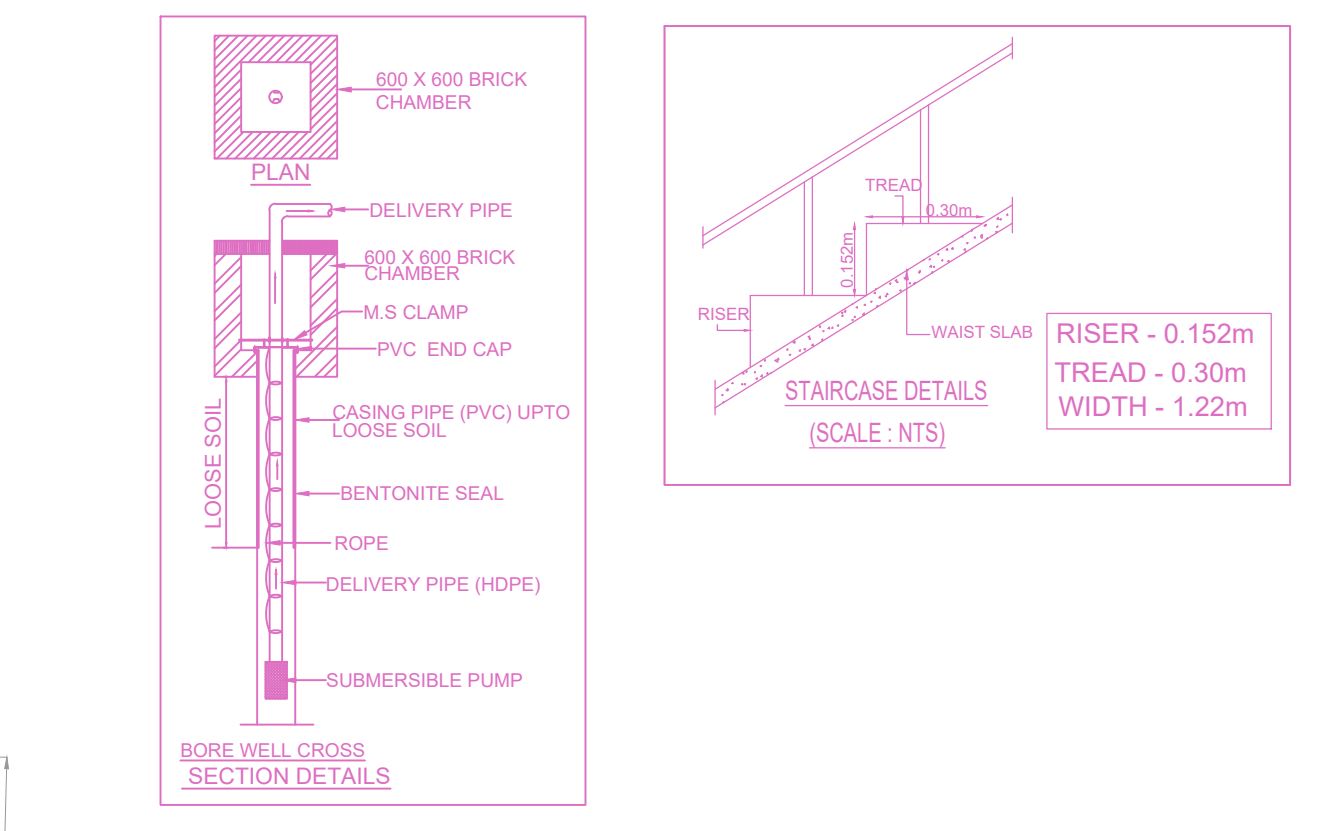 600 X 600 BRICK
CHAMBER
PLAN
DELIVERY PIPE
600 X 600 BRICK
CHAMBER
M.S CLAMP
PVC END CAP
CASING PIPE (PVC) UPTO
LOOSE SOIL
LOOSE SOIL
BENTONITE SEAL
ROPE
DELIVERY PIPE (HDPE)
SUBMERSIBLE PUMP
BORE WELL CROSS
SECTION DETAILS
TREAD
0.30m
0.152m
RISER
WAIST SLAB
STAIRCASE DETAILS
(SCALE : NTS)
RISER - 0.152m
TREAD - 0.30m
WIDTH - 1.22m